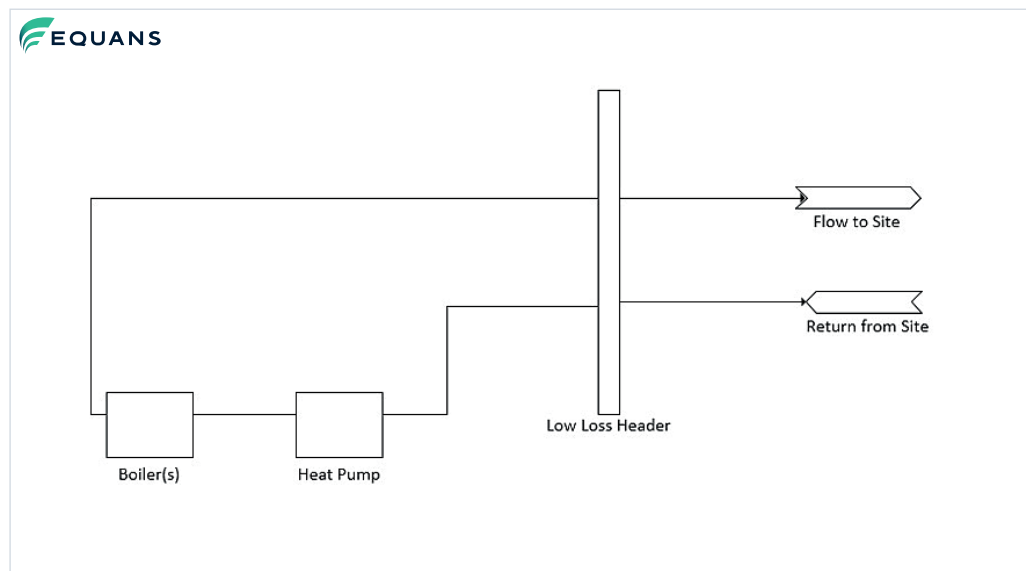 EQUANS
Flow to Site
Return from Site
Low Loss Header
Boiler(s)
Heat Pump